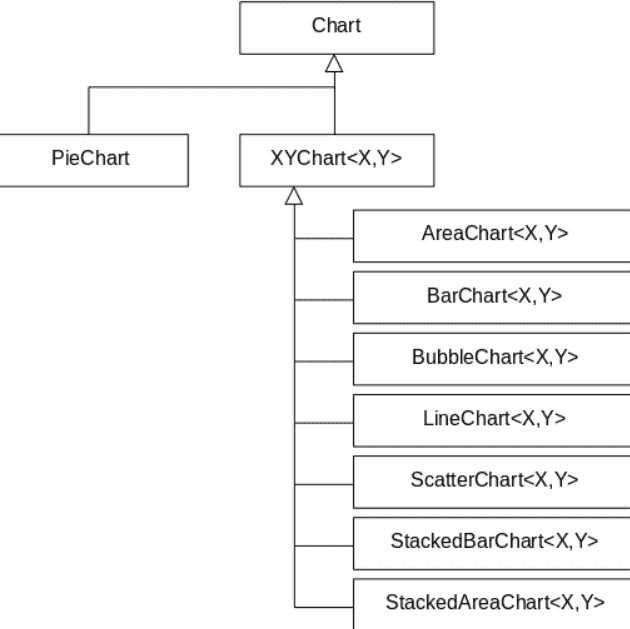 Chart
PieChart
XYChart<X,Y>
AreaChart<X,Y>
BarChart<X,Y>
BubbleChart<X,Y>
LineChart<X,Y>
ScatterChart<X,Y>
StackedBarChart<X,Y>
StackedAreaChart<X,Y>